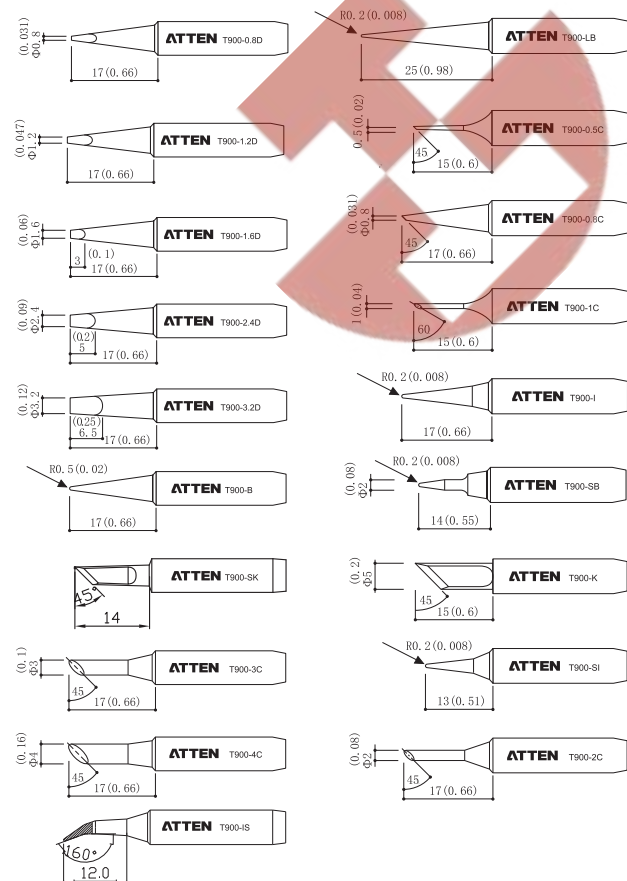 (0.031)
Φ0.8
17(0.66)
ATTEN T900-0.8D
(0.047)
Φ1.2
17(0.66)
ATTEN T900-1.2D
(0.06)
Φ1.6
3
(0.1)
17(0.66)
ATTEN T900-1.6D
(0.09)
Φ2.4
(0.2)
5
17(0.66)
ATTEN T900-2.4D
(0.12)
Φ3.2
(0.25)
6.5
17(0.66)
ATTEN T900-3.2D
R0.5(0.02)
17(0.66)
ATTEN T900-B
45°
14
ATTEN T900-SK
(0.1)
Φ3
45
17(0.66)
ATTEN T900-3C
(0.16)
Φ4
45
17(0.66)
ATTEN T900-4C
160°
12.0
ATTEN T900-IS
R0.2(0.008)
25(0.98)
ATTEN T900-LB
0.5(0.02)
45
15(0.6)
ATTEN T900-0.5C
(0.031)
Φ0.8
45
17(0.66)
ATTEN T900-0.8C
1(0.04)
60
15(0.6)
ATTEN T900-1C
R0.2(0.008)
17(0.66)
ATTEN T900-I
R0.2(0.008)
(0.08)
Φ2
14(0.55)
ATTEN T900-SB
(0.2)
Φ5
45
15(0.6)
ATTEN T900-K
R0.2(0.008)
13(0.51)
ATTEN T900-SI
(0.08)
Φ2
45
17(0.66)
ATTEN T900-2C